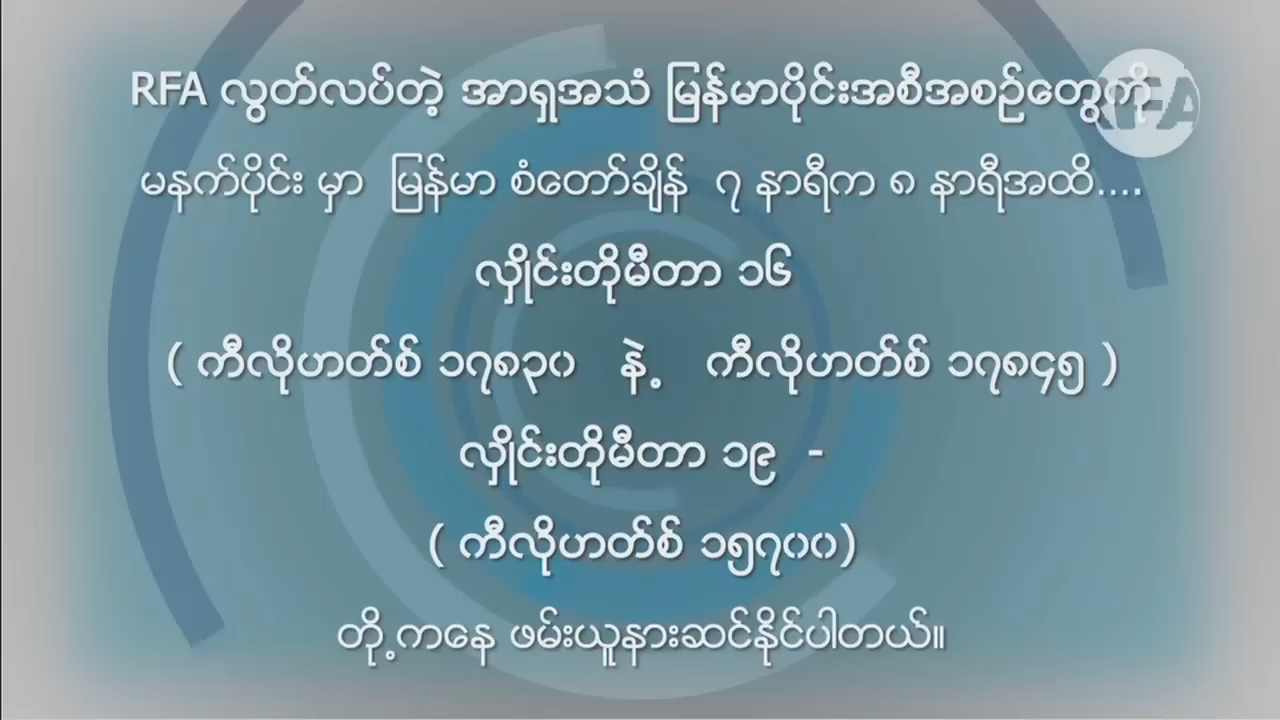 RFA လွတ်လပ်တဲ့ အာရှအသံ မြန်မာပိုင်းအစီအစဉ်တွေကို
RFA
မနက်ပိုင်း မှာ မြန်မာ စံတော်ချိန် ၇ နာရီက ၈ နာရီအထိ....
လှိုင်းတိုမီတာ ၁၆
( ကီလိုဟတ်စ် ၁၇၈၃၀ နဲ့ ကီလိုဟတ်စ် ၁၇၈၄၅ )
လှိုင်းတိုမီတာ ၁၉ -
( ကီလိုဟတ်စ် ၁၅၇၀၀)
တို့ကနေ ဖမ်းယူနားဆင်နိုင်ပါတယ်။